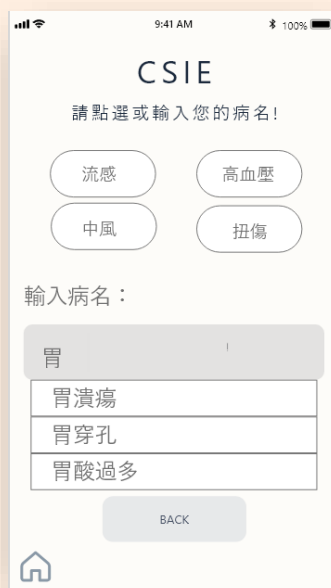 9:41 AM 100%
CSIE
請點選或輸入您的病名!
流感 高血壓
中風 扭傷
輸入病名：
胃
胃潰瘍
胃穿孔
胃酸過多
BACK